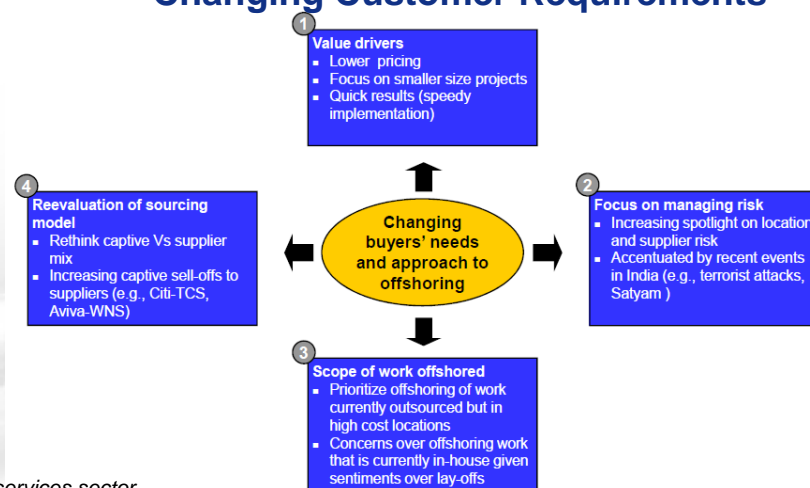 Changing Customer Requirements
1
Value drivers
▪ Lower pricing
▪ Focus on smaller size projects
▪ Quick results (speedy
implementation)
4
Reevaluation of sourcing
model
▪ Rethink captive Vs supplier
mix
▪ Increasing captive sell-offs to
suppliers (e.g., Citi-TCS,
Aviva-WNS)
Changing
buyers' needs
and approach to
offshoring
2
Focus on managing risk
▪ Increasing spotlight on location
and supplier risk
▪ Accentuated by recent events
in India (e.g., terrorist attacks,
Satyam )
3
Scope of work offshored
▪ Prioritize offshoring of work
currently outsourced but in
high cost locations
▪ Concerns over offshoring work
that is currently in-house given
sentiments over lay-offs
services sector